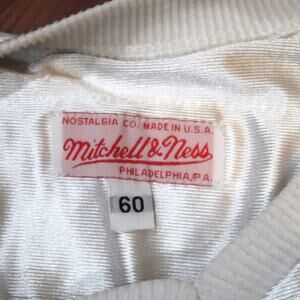 NOSTALGIA CO. MADE IN U.S.A.
Mitchell & Ness
PHILADELPHIA, P.A.
60